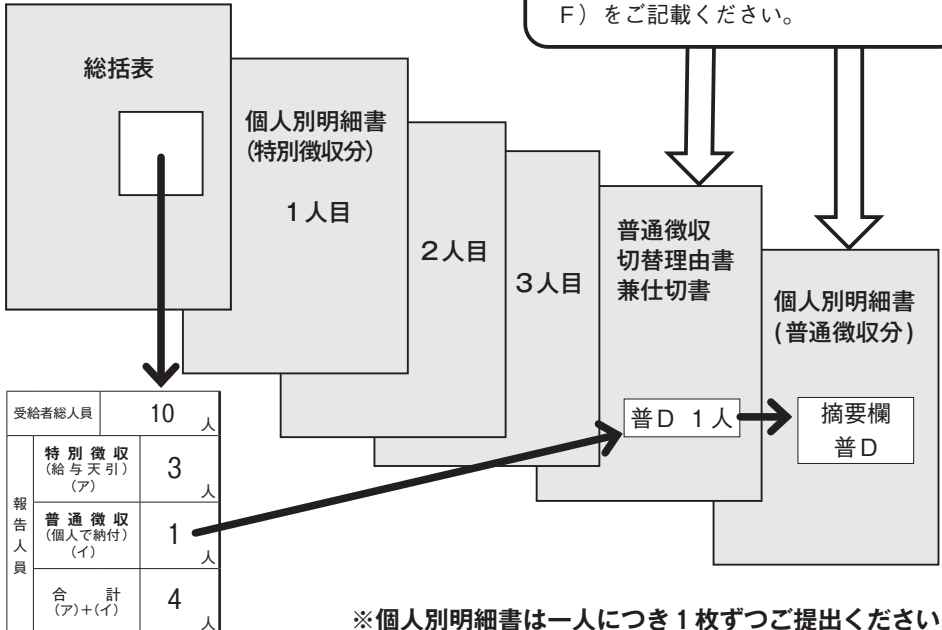 F）をご記載ください。
総括表
個人別明細書
（特別徴収分）
1人目
2人目
3人目
普通徴収
切替理由書
兼仕切書
普D 1人
個人別明細書
（普通徴収分）
摘要欄
普D
受給者総人員 10 人
報告人員
特別徴収
（給与天引）
（ア）
3 人
普通徴収
（個人で納付）
（イ）
1 人
合計
（ア）+（イ）
4 人
※個人別明細書は一人につき1枚ずつご提出ください